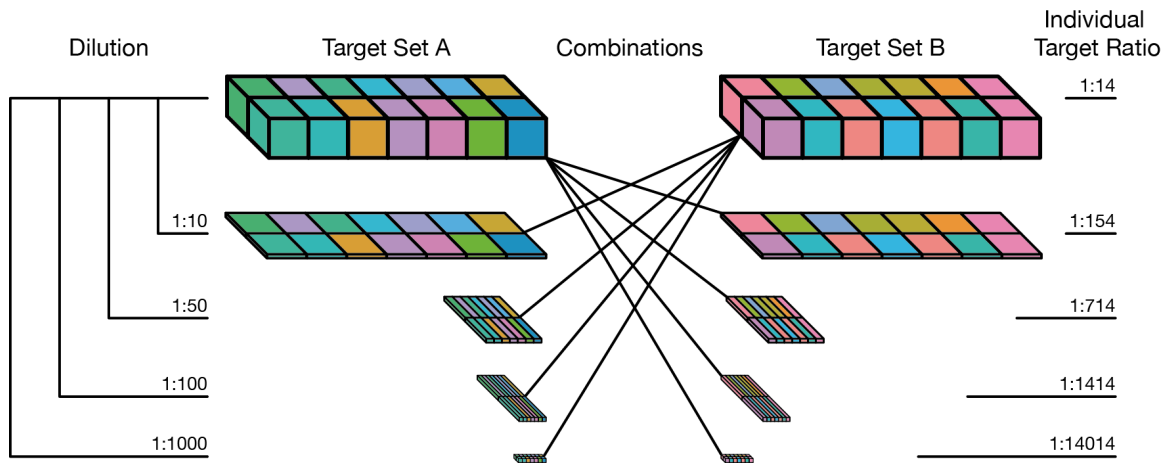 Dilution
Target Set A
Combinations
Target Set B
Individual
Target Ratio
1:14
1:10
1:154
1:50
1:714
1:100
1:1414
1:1000
1:14014